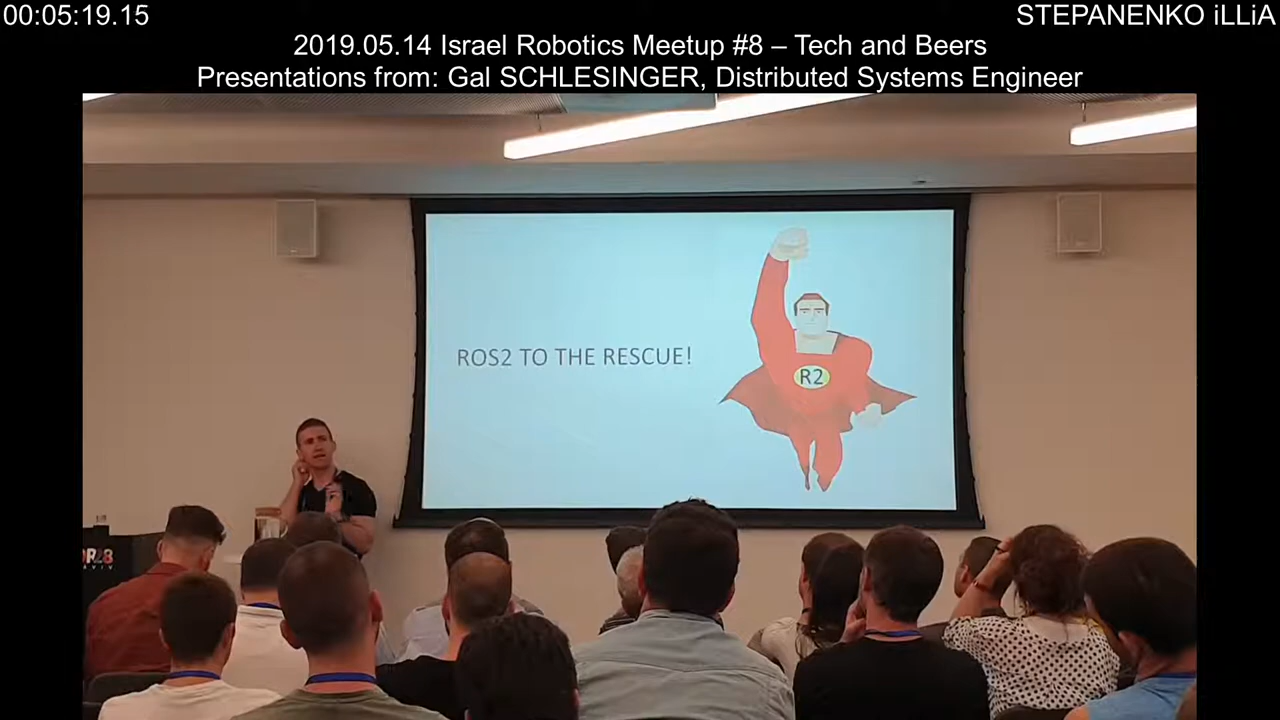 00:05:19.15
STEPANENKO iLLiA
2019.05.14 Israel Robotics Meetup #8 – Tech and Beers
Presentations from: Gal SCHLESINGER, Distributed Systems Engineer
ROS2 TO THE RESCUE!
R2